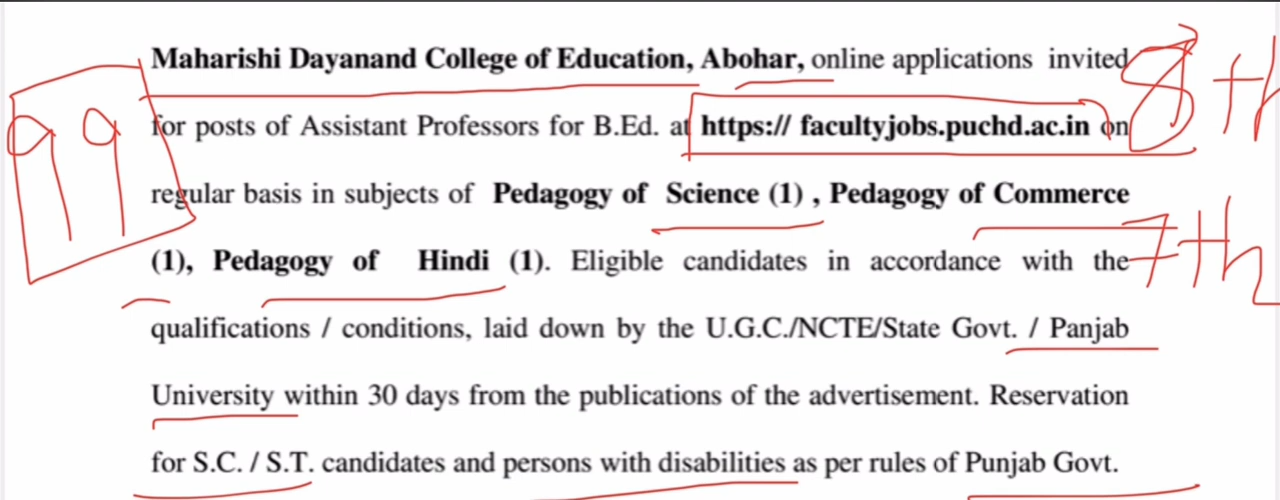 Maharishi Dayanand College of Education, Abohar, online applications invited
8th
for posts of Assistant Professors for B.Ed. at https:// facultyjobs.puchd.ac.in on
99
regular basis in subjects of Pedagogy of Science (1) , Pedagogy of Commerce
(1), Pedagogy of Hindi (1). Eligible candidates in accordance with the
7th
qualifications / conditions, laid down by the U.G.C./NCTE/State Govt. / Panjab
University within 30 days from the publications of the advertisement. Reservation
for S.C. / S.T. candidates and persons with disabilities as per rules of Punjab Govt.